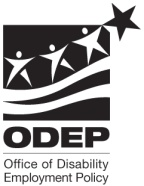 ODEP
Office of Disability
Employment Policy